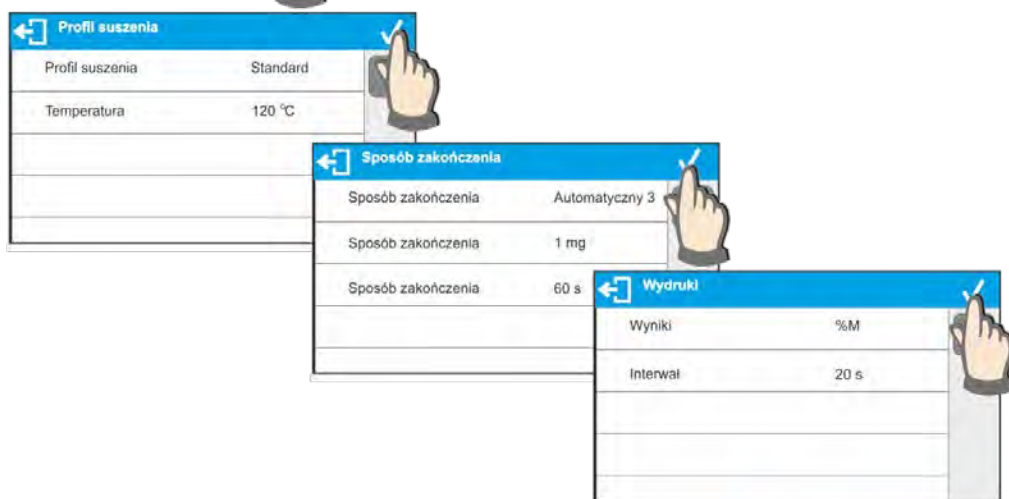 Profil suszenia
Profil suszenia Standard
Temperatura 120 °C
Sposób zakończenia
Sposób zakończenia Automatyczny 3
Sposób zakończenia 1 mg
Sposób zakończenia 60 s
Wydruki
Wyniki %M
Interwał 20 s